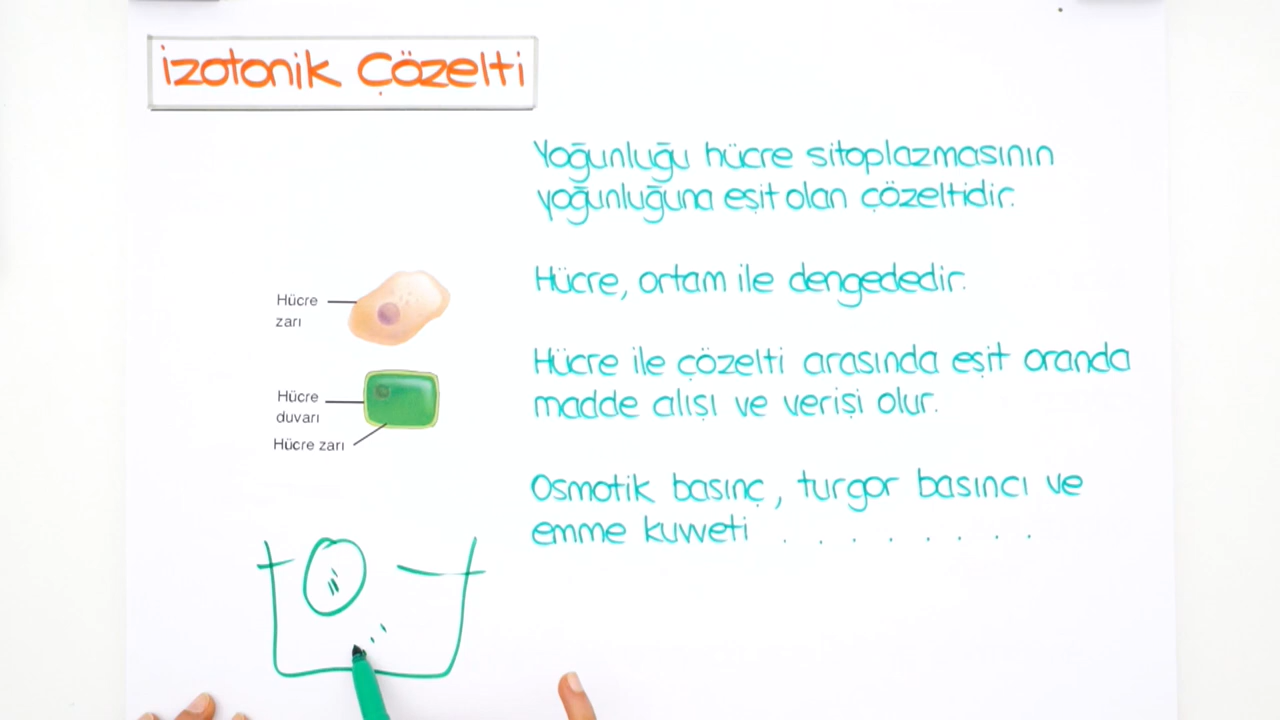 İzotonik Çözelti
Yoğunluğu hücre sitoplazmasının
yoğunluğuna eşit olan çözeltidir.
Hücre, ortam ile dengededir.
Hücre
zarı
Hücre ile çözelti arasında eşit oranda
madde alışı ve verişi olur.
Hücre
duvarı
Hücre zarı
Osmotik basınç, turgor basıncı ve
emme kuvveti . . . . . . . .